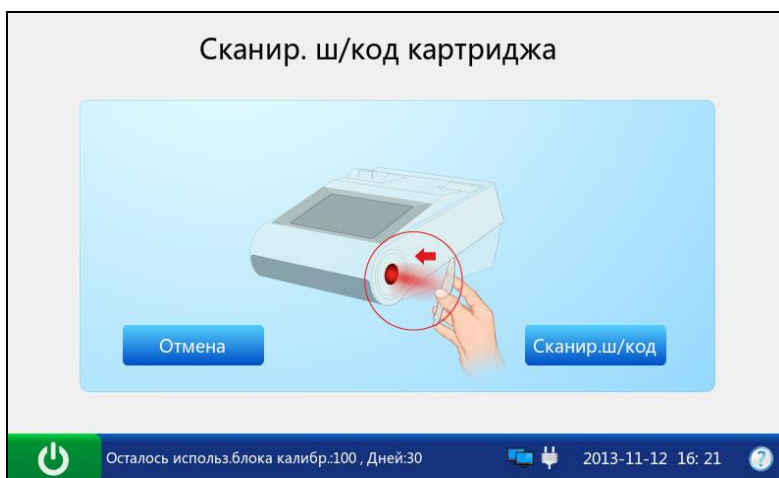 Сканир. ш/код картриджа
Отмена
Сканир.ш/код
Осталось использ.блока калибр.:100 , Дней:30
2013-11-12 16: 21
?